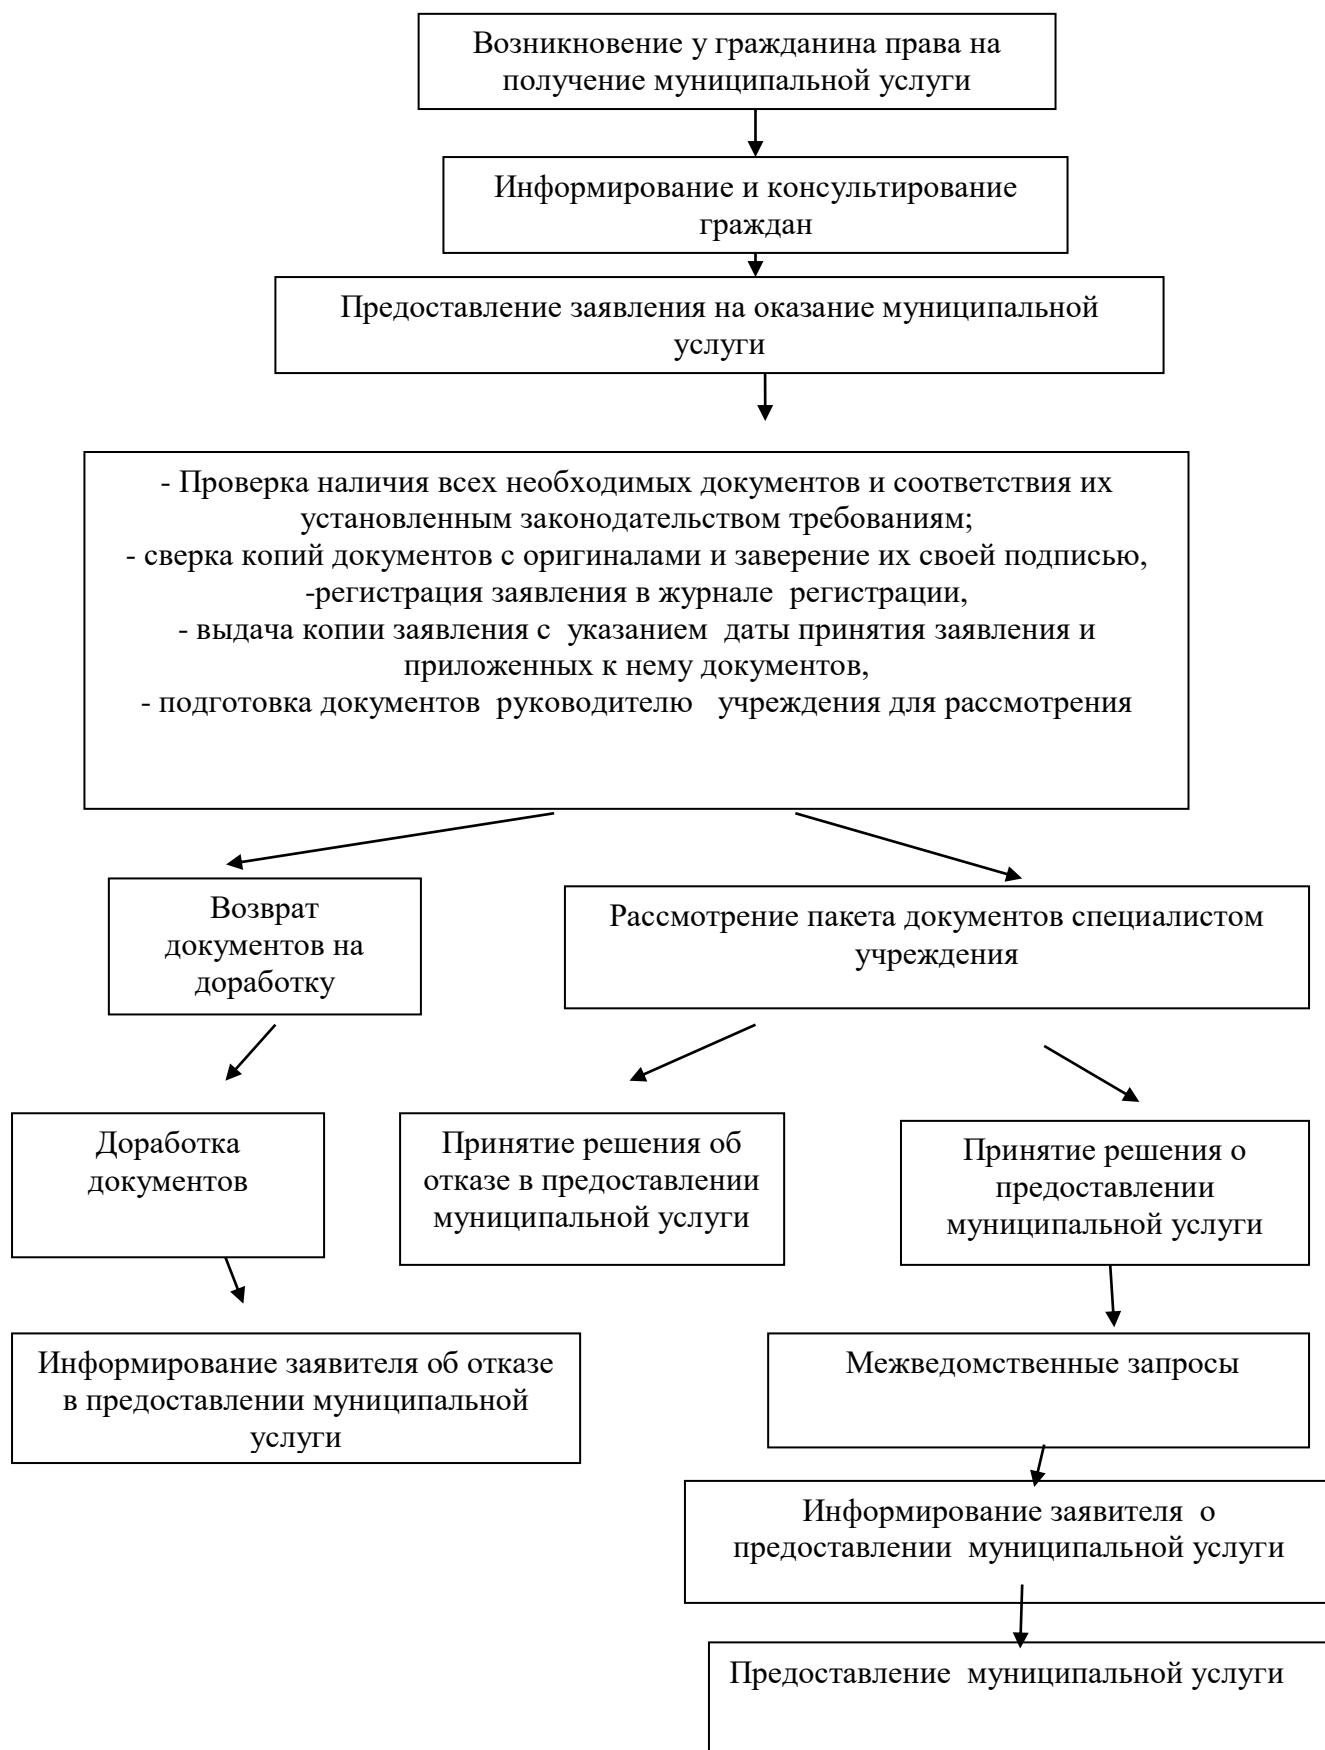 Возникновение у гражданина права на
получение муниципальной услуги
Информирование и консультирование
граждан
Предоставление заявления на оказание муниципальной
услуги
- Проверка наличия всех необходимых документов и соответствия их
установленным законодательством требованиям;
- сверка копий документов с оригиналами и заверение их своей подписью,
-регистрация заявления в журнале  регистрации,
- выдача копии заявления с  указанием  даты принятия заявления и
приложенных к нему документов,
- подготовка документов  руководителю   учреждения для рассмотрения
Возврат
документов на
доработку
Рассмотрение пакета документов специалистом
учреждения
Доработка
документов
Принятие решения об
отказе в предоставлении
муниципальной услуги
Принятие решения о
предоставлении
муниципальной услуги
Информирование заявителя об отказе
в предоставлении муниципальной
услуги
Межведомственные запросы
Информирование заявителя  о
предоставлении  муниципальной услуги
Предоставление  муниципальной услуги